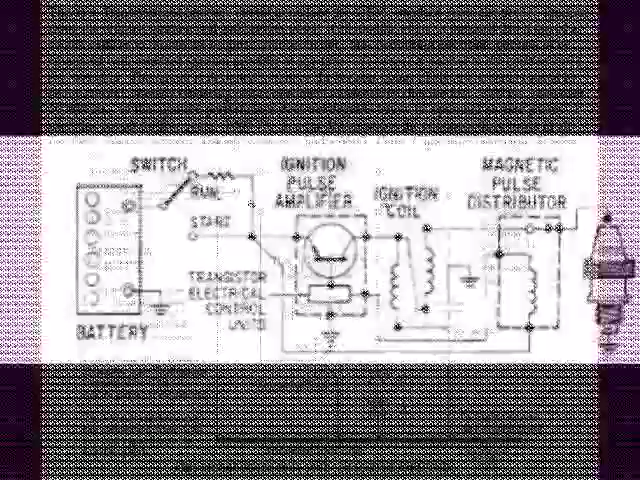 SWITCH
RUN
START
BATTERY
IGNITION
PULSE
AMPLIFIER
IGNITION
COIL
MAGNETIC
PULSE
DISTRIBUTOR
TRANSISTOR
ELECTRICAL
CONTROL
UNITS